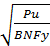 √(Pu / BNFy)